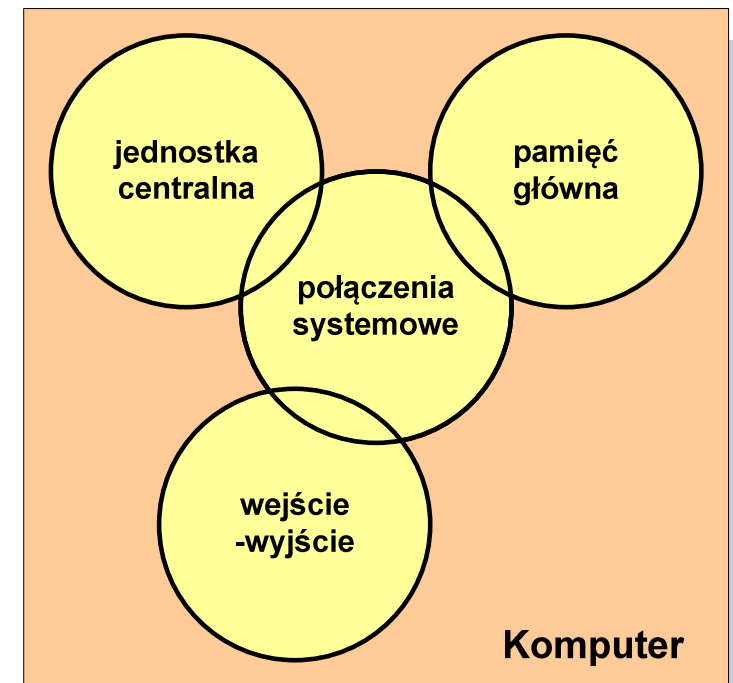 jednostka
centralna
pamięć
główna
połączenia
systemowe
wejście
-wyjście
Komputer